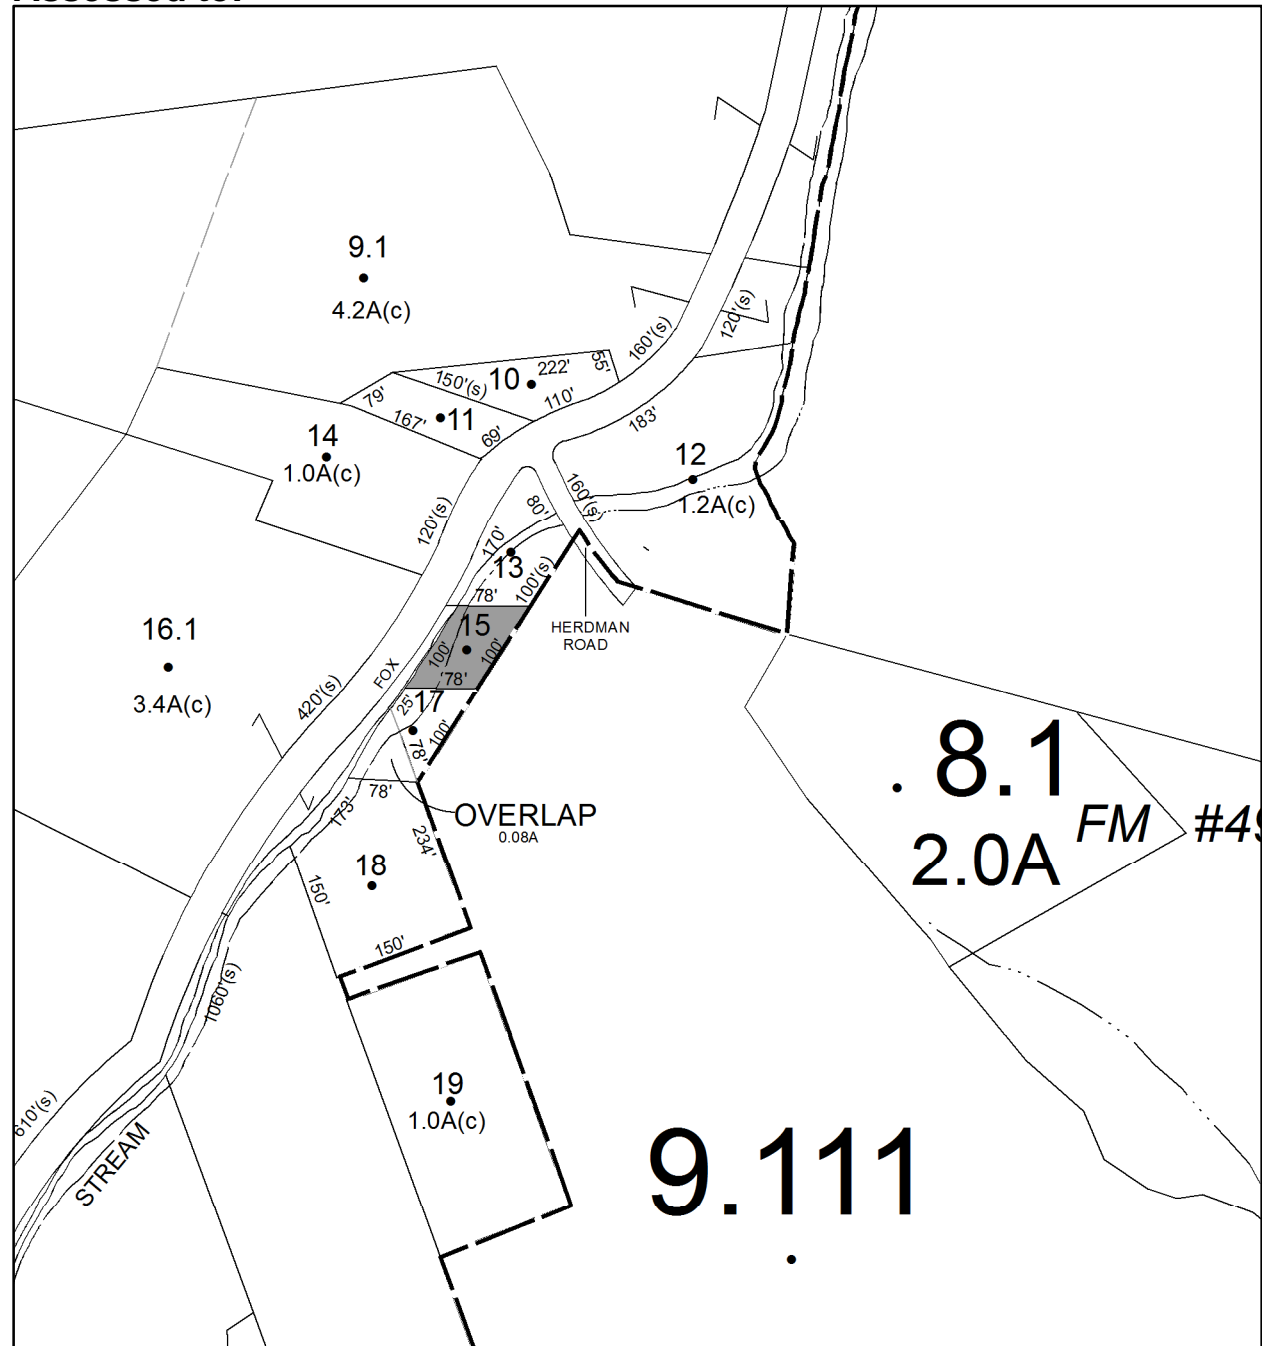 Assessed to:
9.1
4.2A(c)
160'(s)
120'(s)
55'
222'
10
150'(s)
110'
79'
167'
11
69'
183'
14
1.0A(c)
12
1.2A(c)
160'(s)
80'
120'(s)
170'
13
100'(s)
78'
15
100'
100'
78'
HERDMAN
ROAD
16.1
3.4A(c)
FOX
420'(s)
25'
17
100'
78'
78'
173'
OVERLAP
0.08A
234'
18
150'
150'
8.1
2.0A
FM #49
1060'(s)
19
1.0A(c)
610'(s)
STREAM
9.111